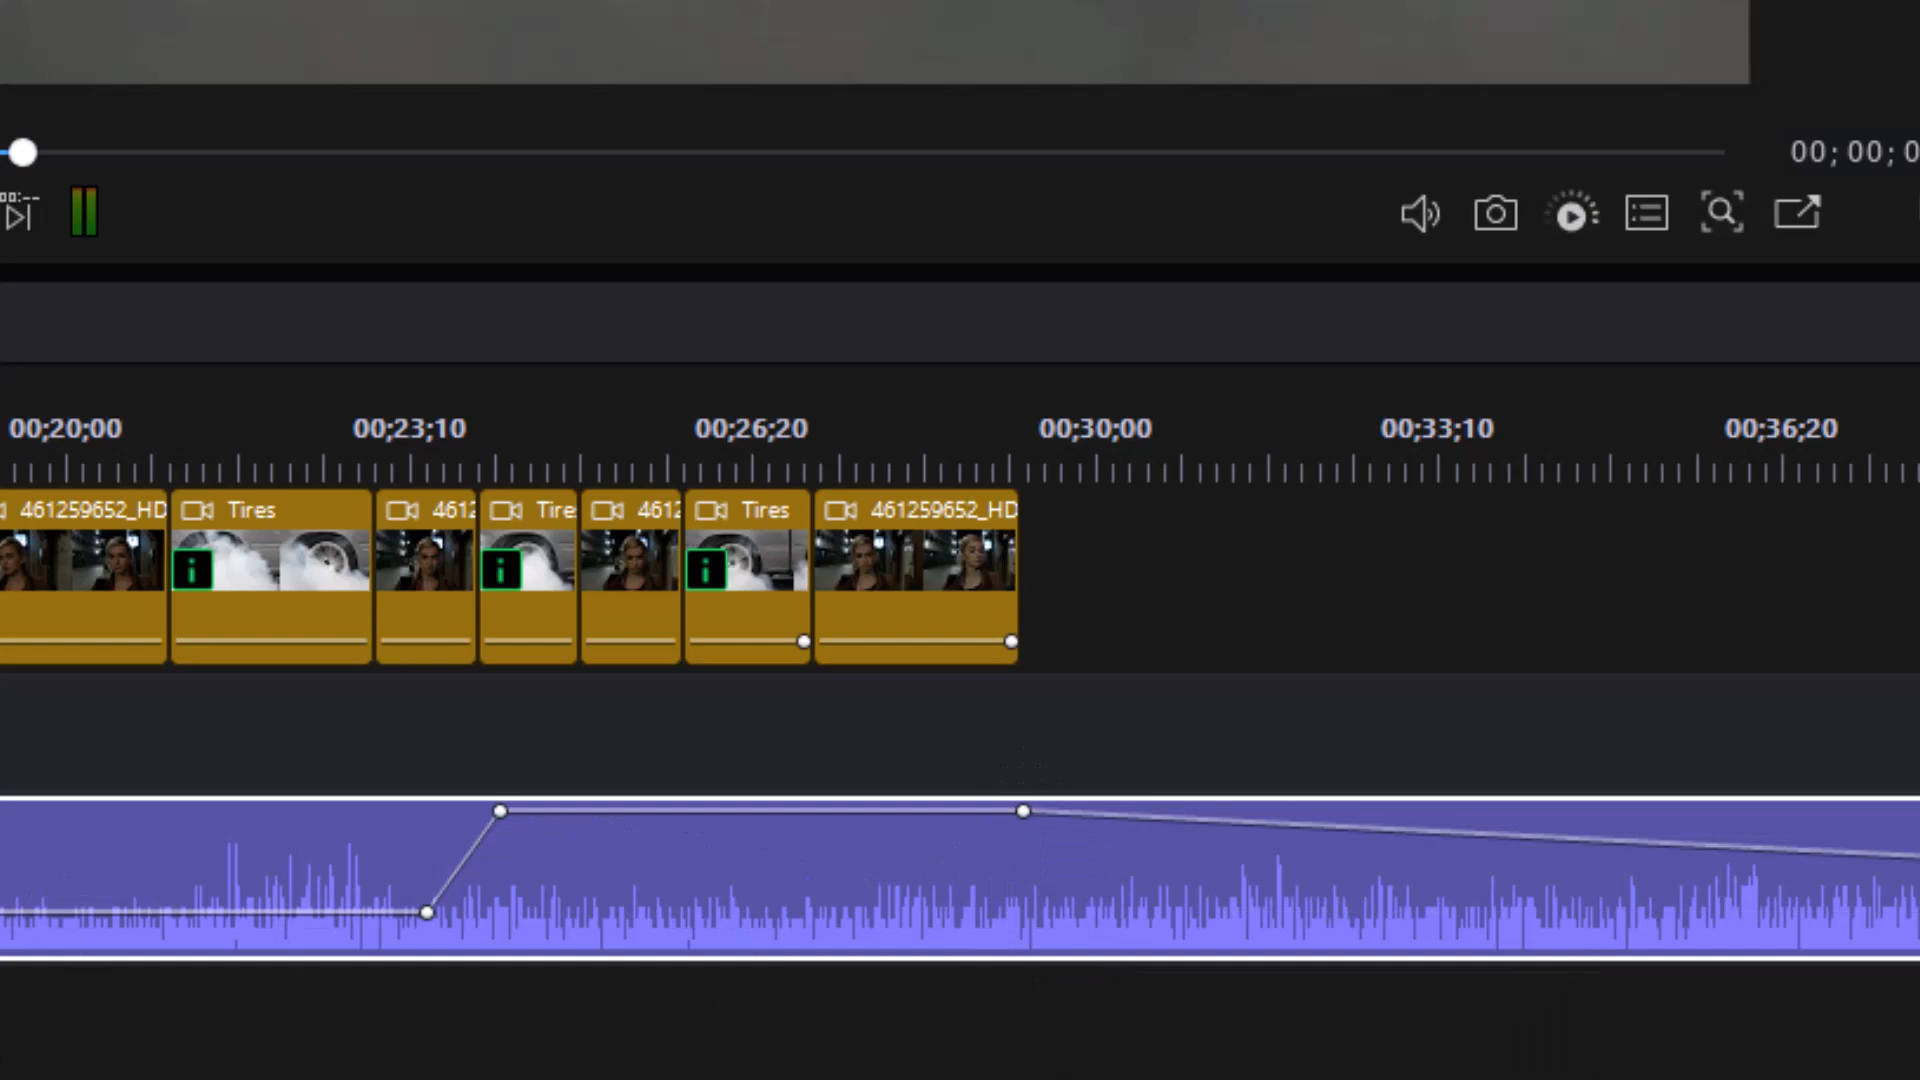 00;00;0
00;20;00 00;23;10 00;26;20 00;30;00 00;33;10 00;36;20
461259652_HD Tires 4612 Tire 4612 Tires 461259652_HD
i i i